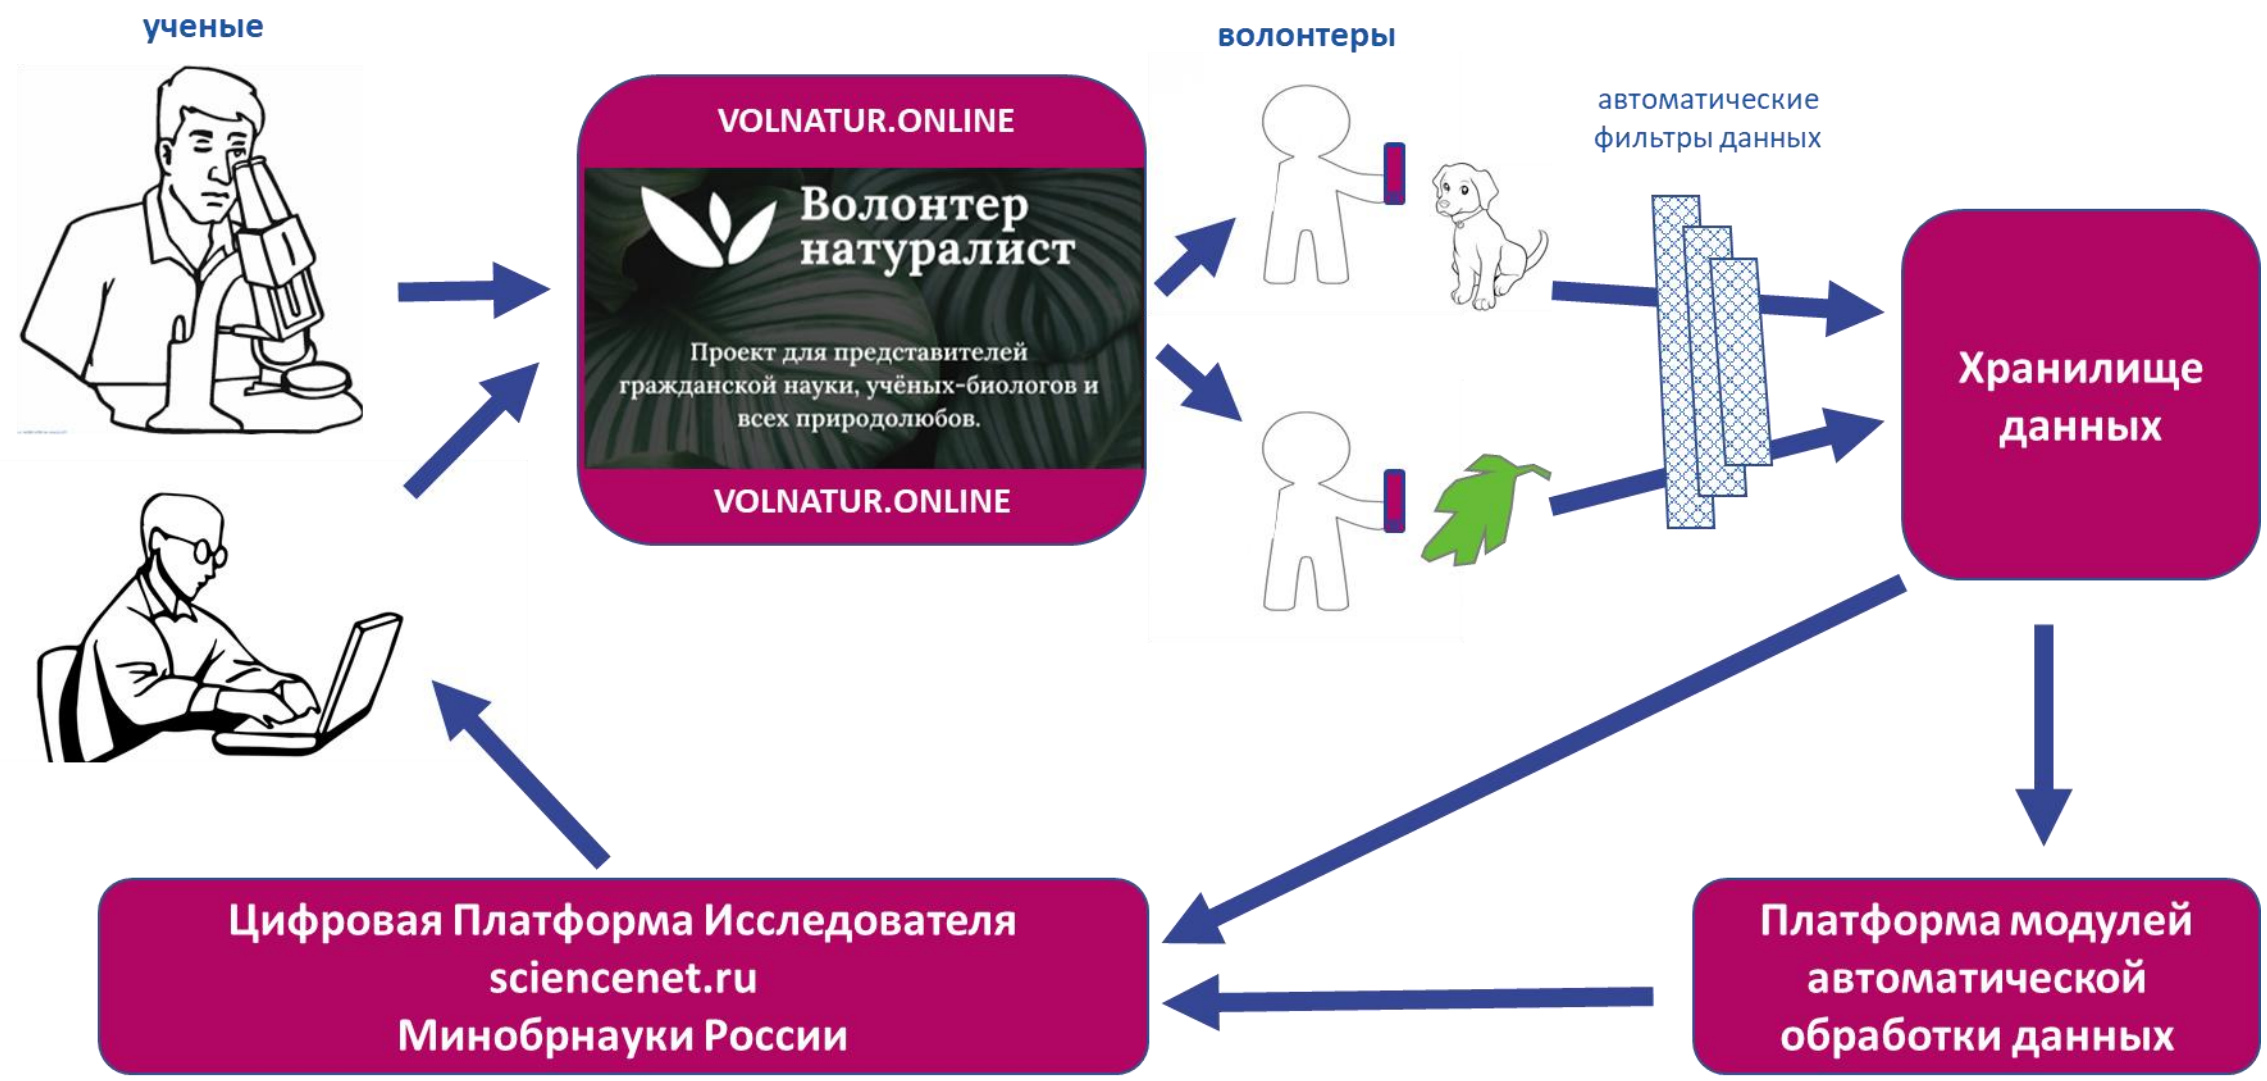 ученые
волонтеры
автоматические
фильтры данных
VOLNATUR.ONLINE
Волонтер
натуралист
Проект для представителей
гражданской науки, учёных-биологов и
всех природолюбов.
VOLNATUR.ONLINE
Хранилище
данных
Цифровая Платформа Исследователя
sciencenet.ru
Минобрнауки России
Платформа модулей
автоматической
обработки данных